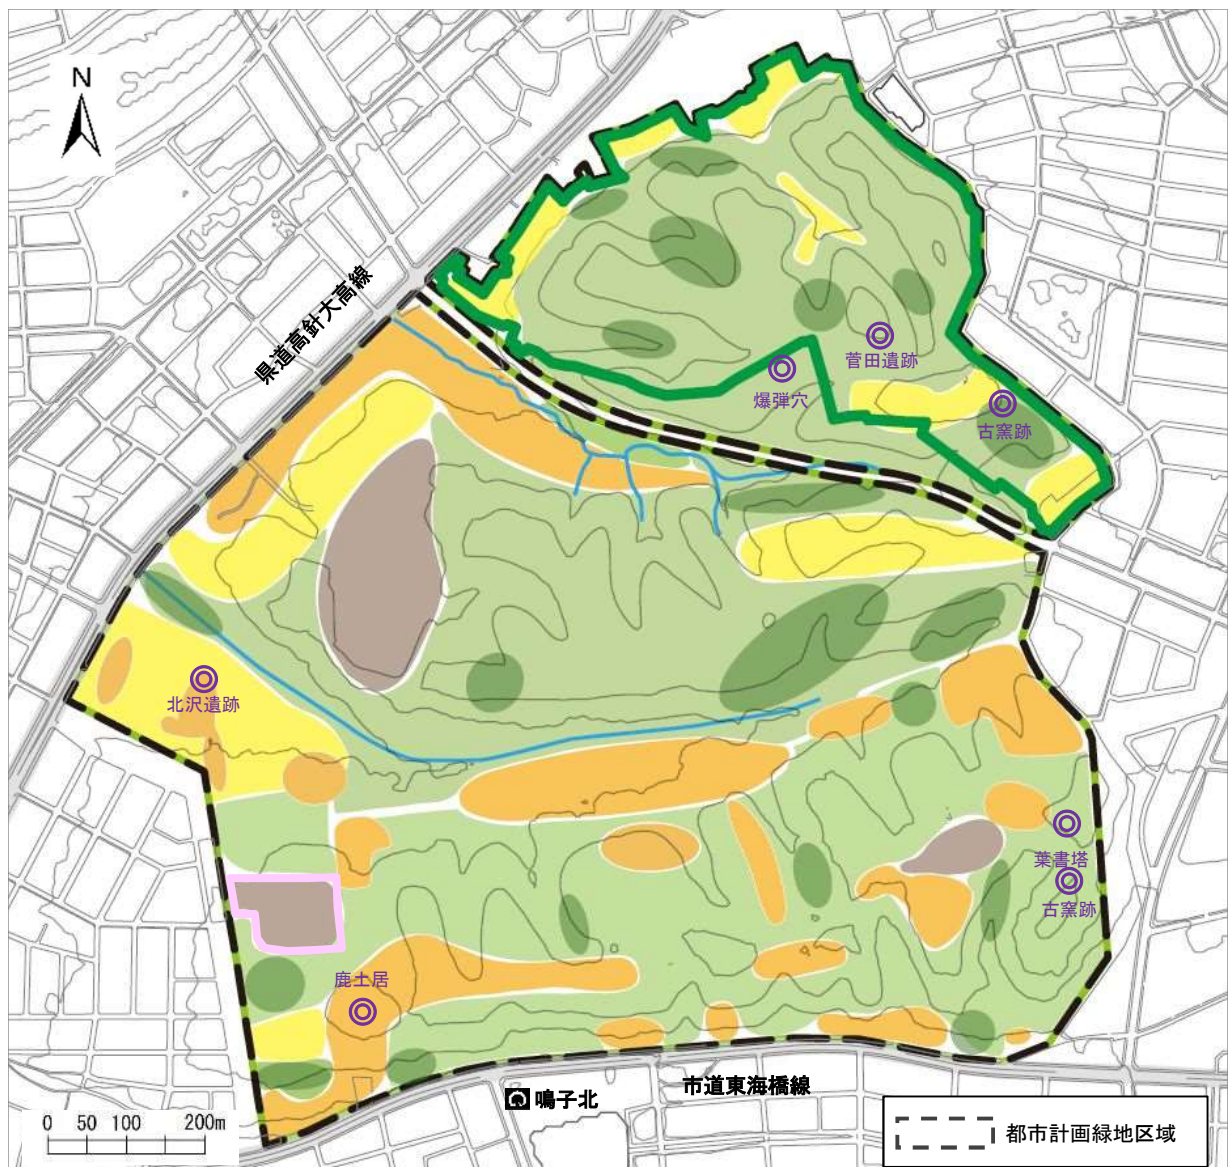 N
県道高針大高線
菅田遺跡
爆弾穴
古窯跡
北沢遺跡
葉書塔
古窯跡
鹿土居
鳴子北
市道東海橋線
0 50 100 200m
都市計画緑地区域